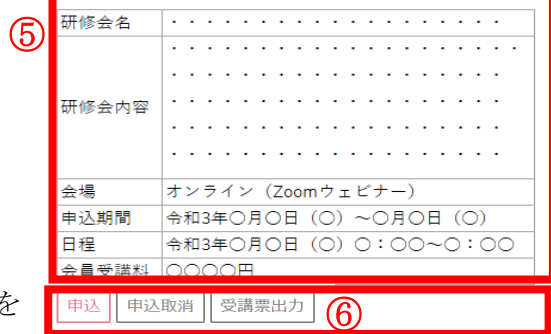 ⑤
研修会名 ・・・・・・・・・・・・・・・・・・・
・・・・・・・・・・・・・・・・・・・・
・・・・・・・・・・・・・・・・・・・
研修会内容 ・・・・・・・・・・・・・・・・・・・
・・・・・・・・・・・・・・・・・・・
・・・・・・・・・・・・・・・・・・・
会場 オンライン（Zoomウェビナー）
申込期間 令和3年〇月〇日（〇）～〇月〇日（〇）
日程 令和3年〇月〇日（〇）〇：〇〇～〇：〇〇
会員受講料 〇〇〇〇円
を 申込 申込取消 受講票出力 ⑥